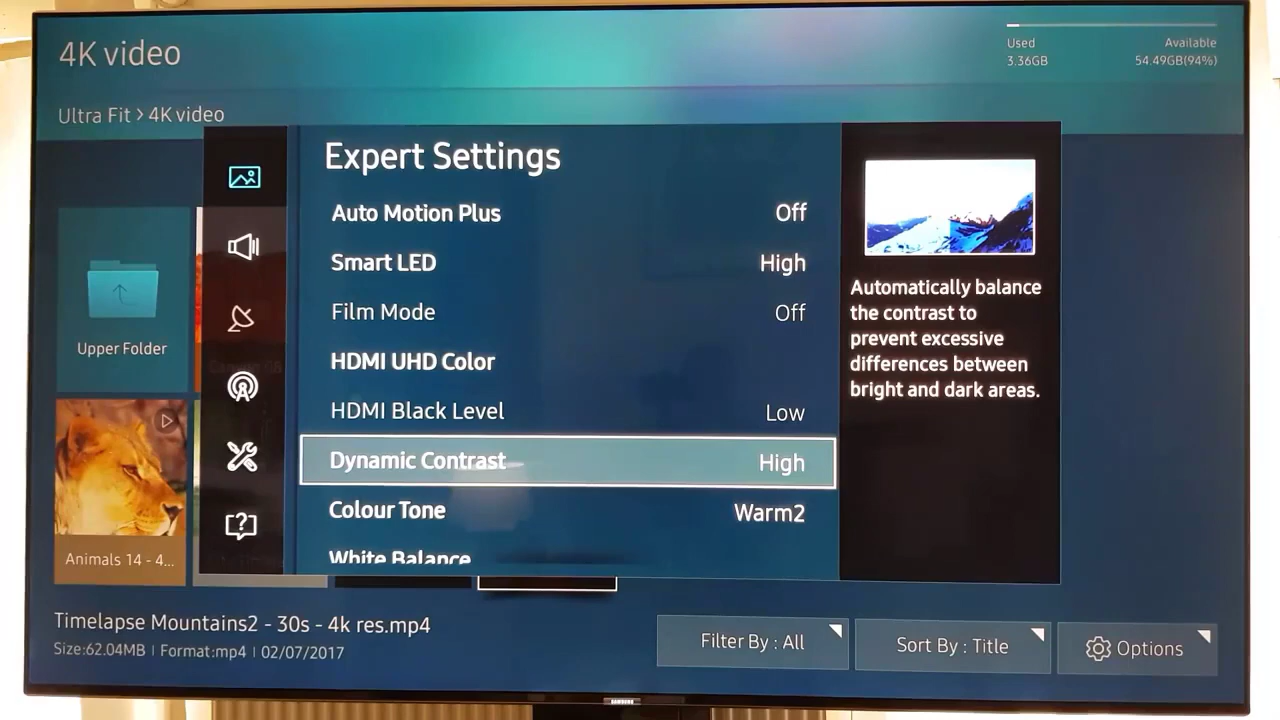 4K video
Used
Available
3.36GB
54.49GB(94%)
Ultra Fit > 4K video
Expert Settings
Auto Motion Plus
Off
Smart LED
High
Film Mode
Off
HDMI UHD Color
HDMI Black Level
Low
Dynamic Contrast
High
Colour Tone
Warm2
White Balance
Automatically balance
the contrast to
prevent excessive
differences between
bright and dark areas.
Upper Folder
Animals 14 - 4...
Timelapse Mountains2 - 30s - 4k res.mp4
Size:62.04MB | Format:mp4 | 02/07/2017
Filter By : All
Sort By : Title
Options
SAMSUNG